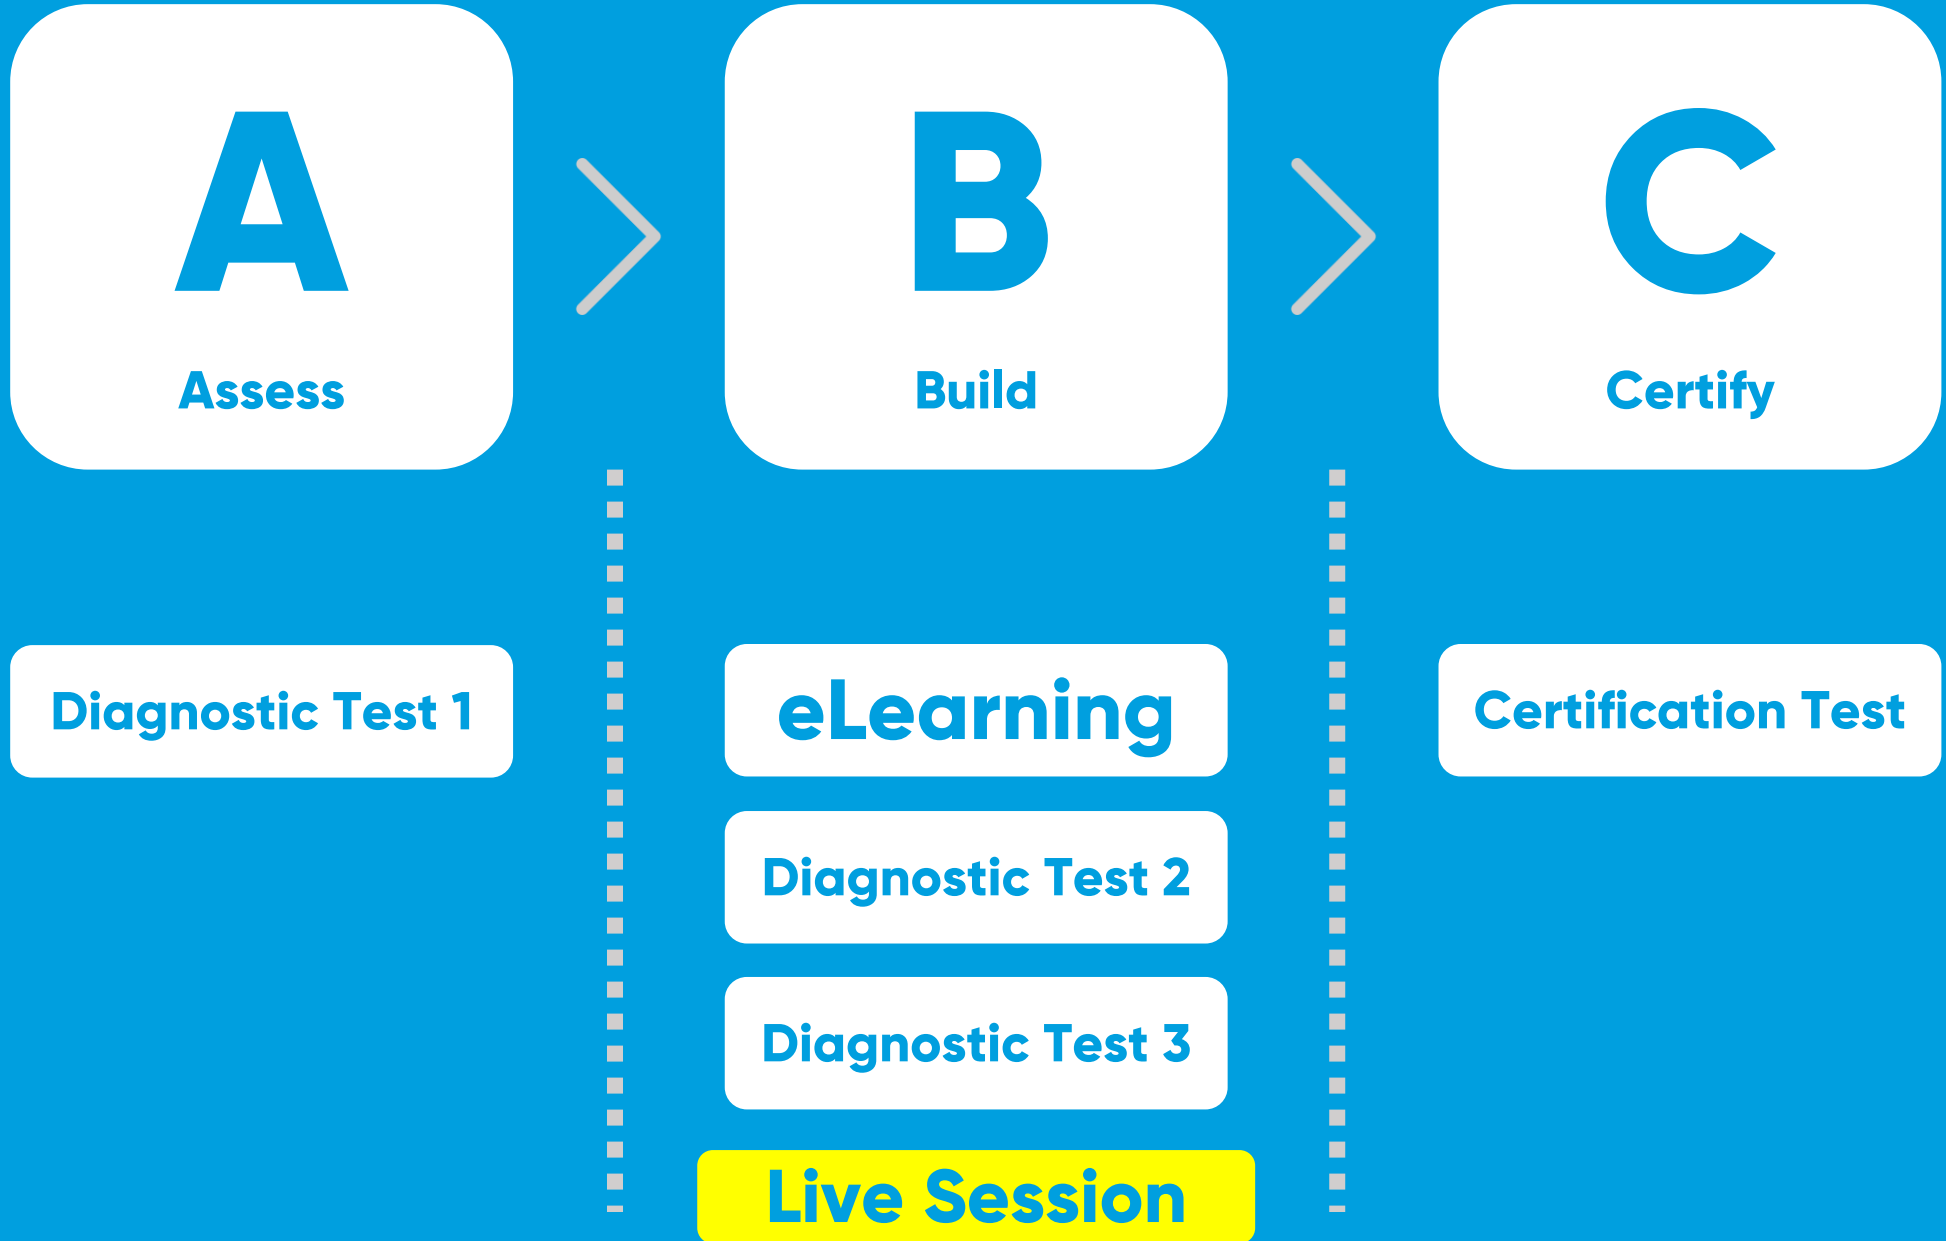 A
Assess
B
Build
C
Certify
Diagnostic Test 1
eLearning
Diagnostic Test 2
Diagnostic Test 3
Live Session
Certification Test